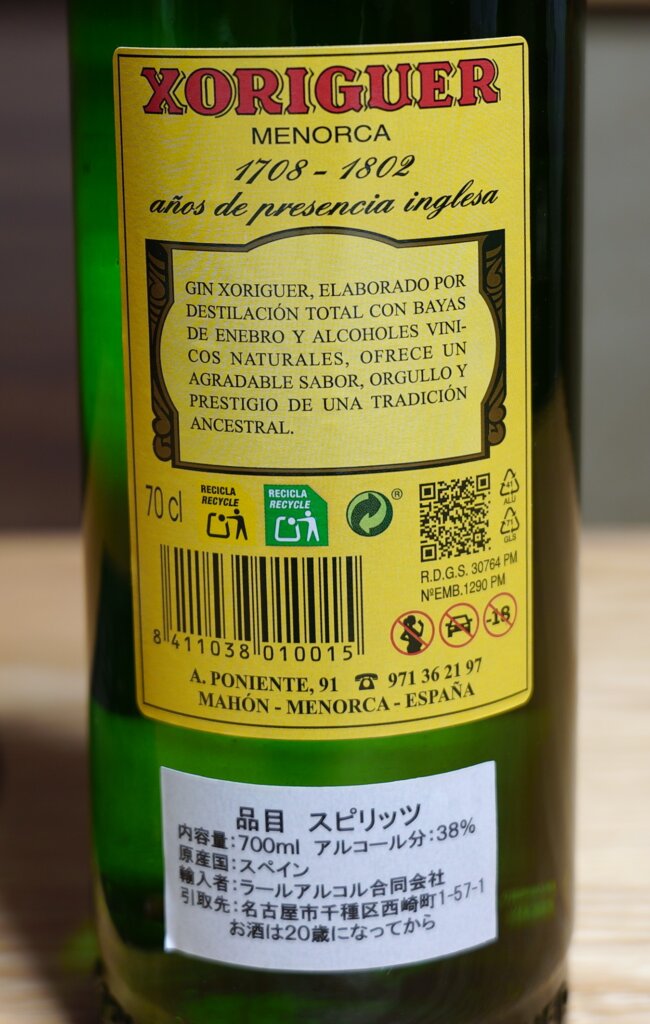 XORIGUER
MENORCA
1708 - 1802
años de presencia inglesa
GIN XORIGUER, ELABORADO POR
DESTILACIÓN TOTAL CON BAYAS
DE ENEBRO Y ALCOHOLES VINI-
COS NATURALES, OFRECE UN
AGRADABLE SABOR, ORGULLO Y
PRESTIGIO DE UNA TRADICIÓN
ANCESTRAL.
70 cl
RECICLA
RECYCLE
RECICLA
RECYCLE
®
41
ALU
71
GLS
R.D.G.S. 30764 PM
NºEMB.1290 PM
-18
8 411038 010015
A. PONIENTE, 91 ☎ 971 36 21 97
MAHÓN - MENORCA - ESPAÑA
品目 スピリッツ
内容量:700ml アルコール分:38%
原産国:スペイン
輸入者:ラールアルコル合同会社
引取先:名古屋市千種区西崎町1-57-1
お酒は20歳になってから